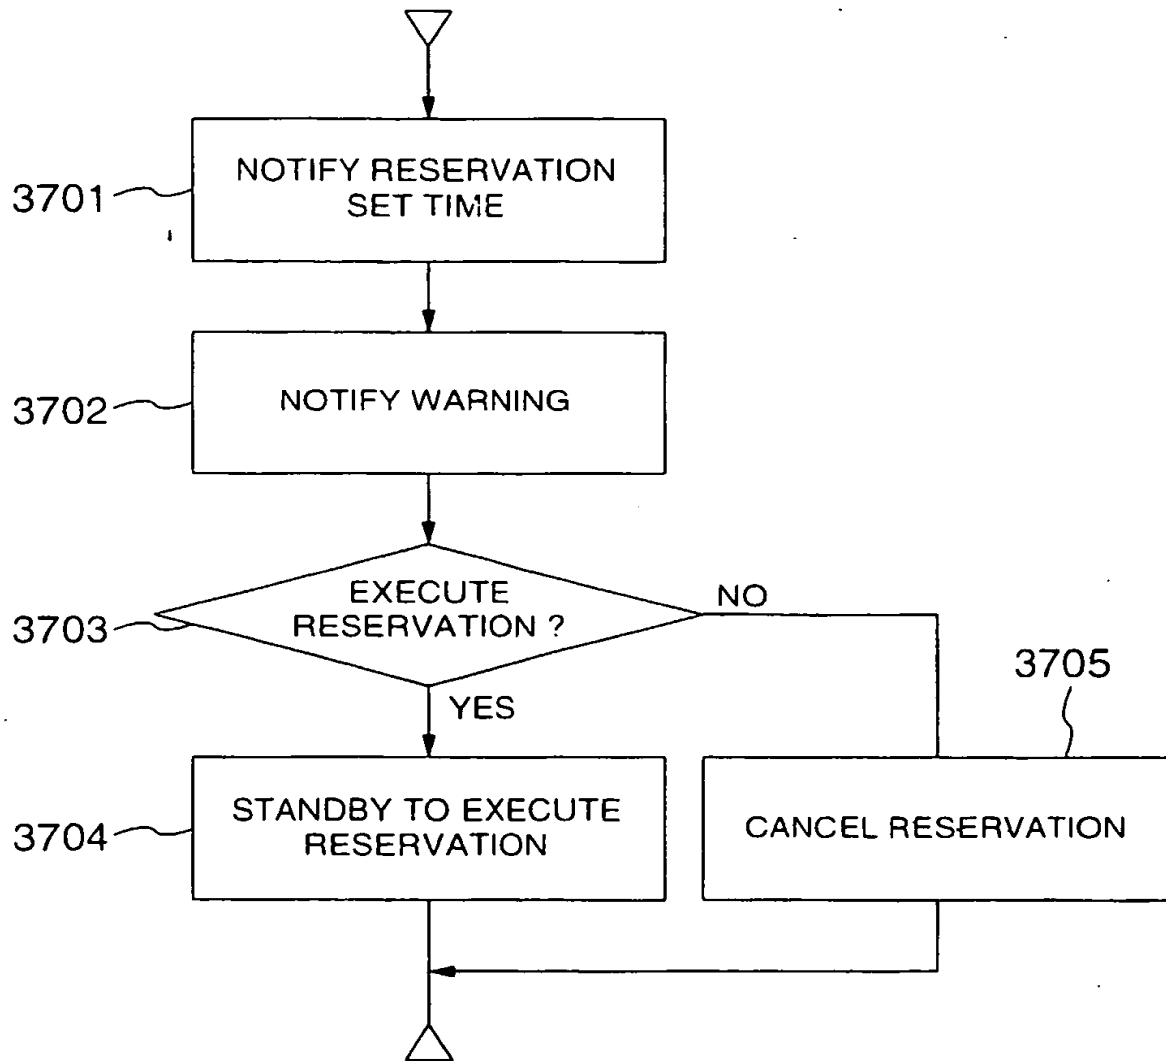 NOTIFY RESERVATION
SET TIME
3701
NOTIFY WARNING
3702
EXECUTE
RESERVATION ?
NO
3703
3705
YES
STANDBY TO EXECUTE
RESERVATION
3704
CANCEL RESERVATION